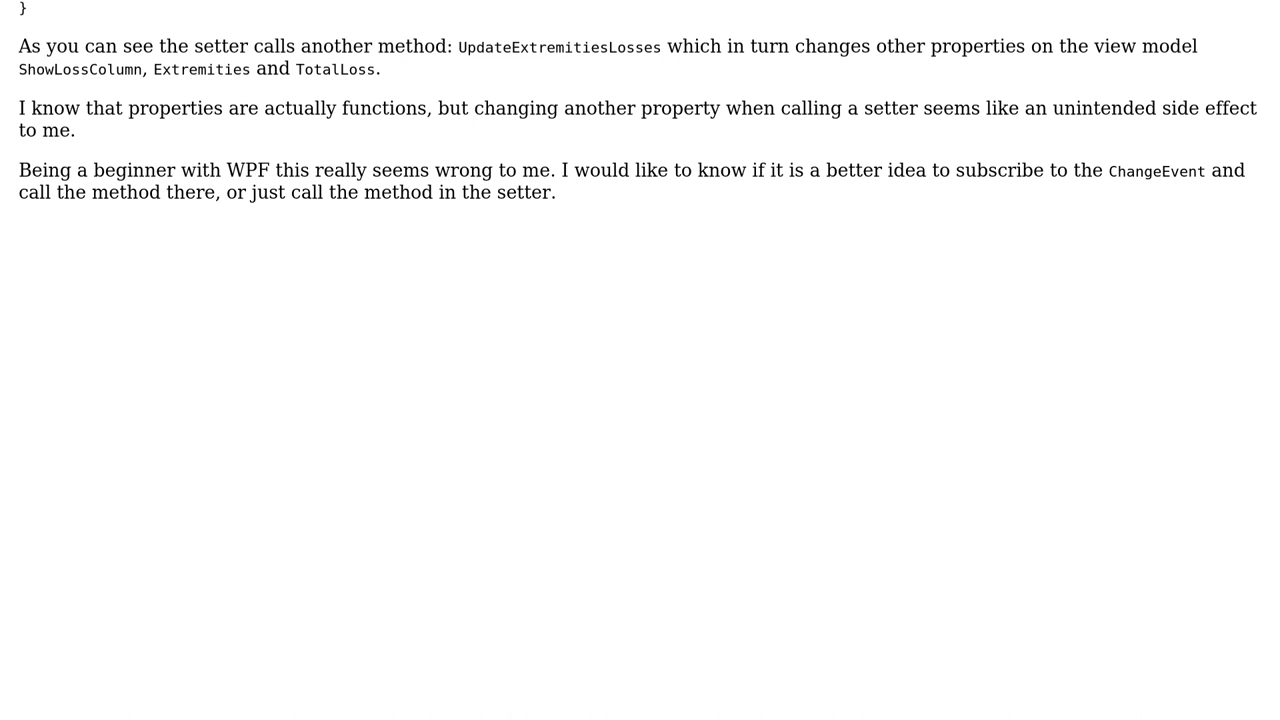 }
As you can see the setter calls another method: UpdateExtremitiesLosses which in turn changes other properties on the view model
ShowLossColumn, Extremities and TotalLoss.
I know that properties are actually functions, but changing another property when calling a setter seems like an unintended side effect
to me.
Being a beginner with WPF this really seems wrong to me. I would like to know if it is a better idea to subscribe to the ChangeEvent and
call the method there, or just call the method in the setter.